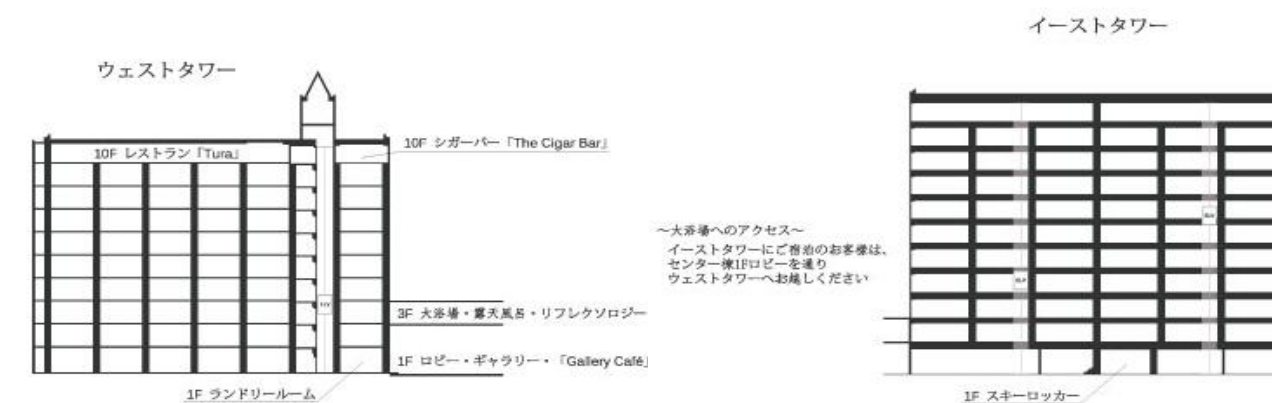 イーストタワー
ウェストタワー
10F レストラン「Tura」
10F シガーバー「The Cigar Bar」
～大浴場へのアクセス～
イーストタワーにご宿泊のお客様は、
センター棟1Fロビーを通り
ウェストタワーへお越しください
3F 大浴場・露天風呂・リフレクソロジー
1F ロビー・ギャラリー・「Gallery Café」
1F ランドリールーム
1F スキーロッカー